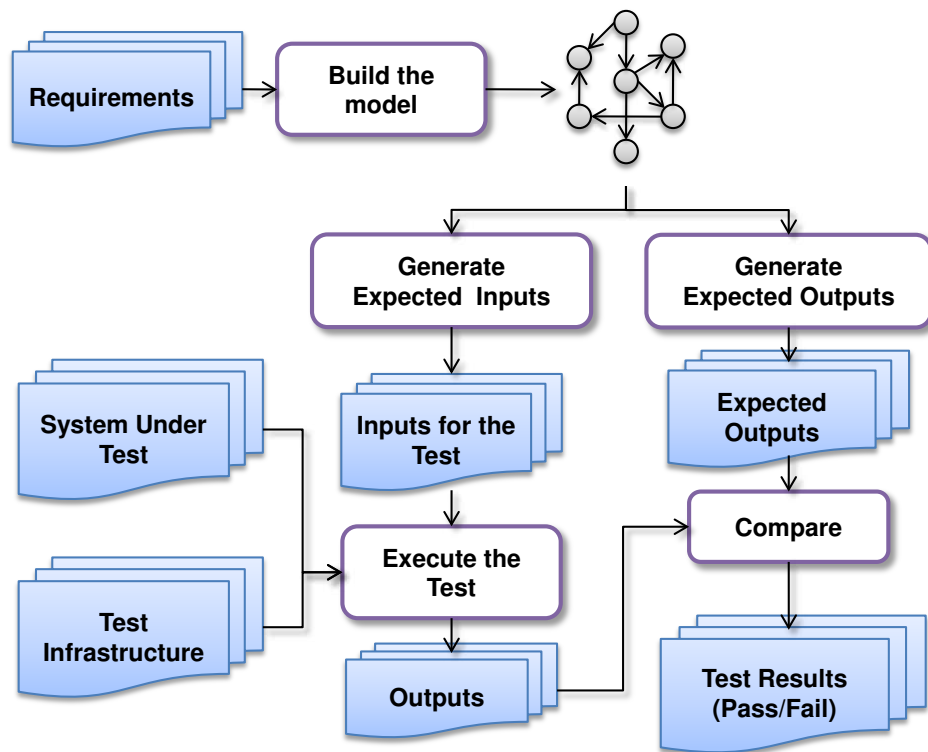 Requirements
Build the
model
Generate
Expected Inputs
Generate
Expected Outputs
System Under
Test
Inputs for the
Test
Expected
Outputs
Execute the
Test
Compare
Test
Infrastructure
Outputs
Test Results
(Pass/Fail)